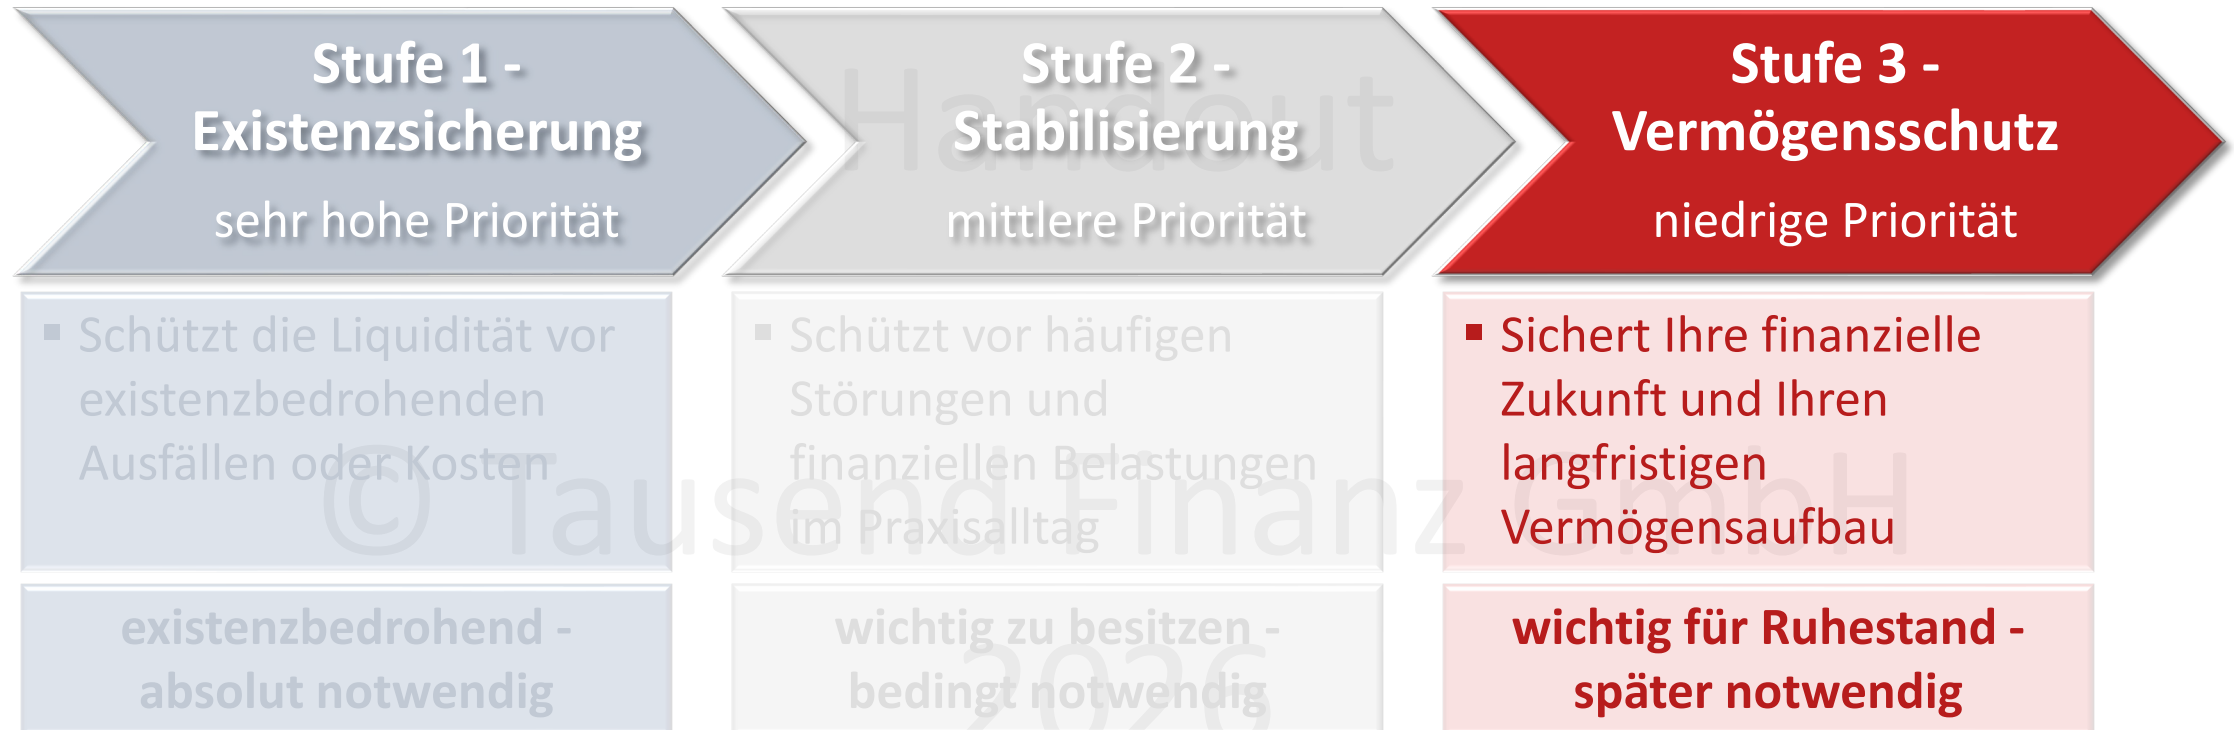 Stufe 1 -
Existenzsicherung
sehr hohe Priorität
▪ Schützt die Liquidität vor
existenzbedrohenden
Ausfällen oder Kosten
existenzbedrohend -
absolut notwendig
Stufe 2 -
Stabilisierung
mittlere Priorität
▪ Schützt vor häufigen
Störungen und
finanziellen Belastungen
im Praxisalltag
wichtig zu besitzen -
bedingt notwendig
Stufe 3 -
Vermögensschutz
niedrige Priorität
▪ Sichert Ihre finanzielle
Zukunft und Ihren
langfristigen
Vermögensaufbau
wichtig für Ruhestand -
später notwendig
Handout
© Tausend Finanz GmbH
2026